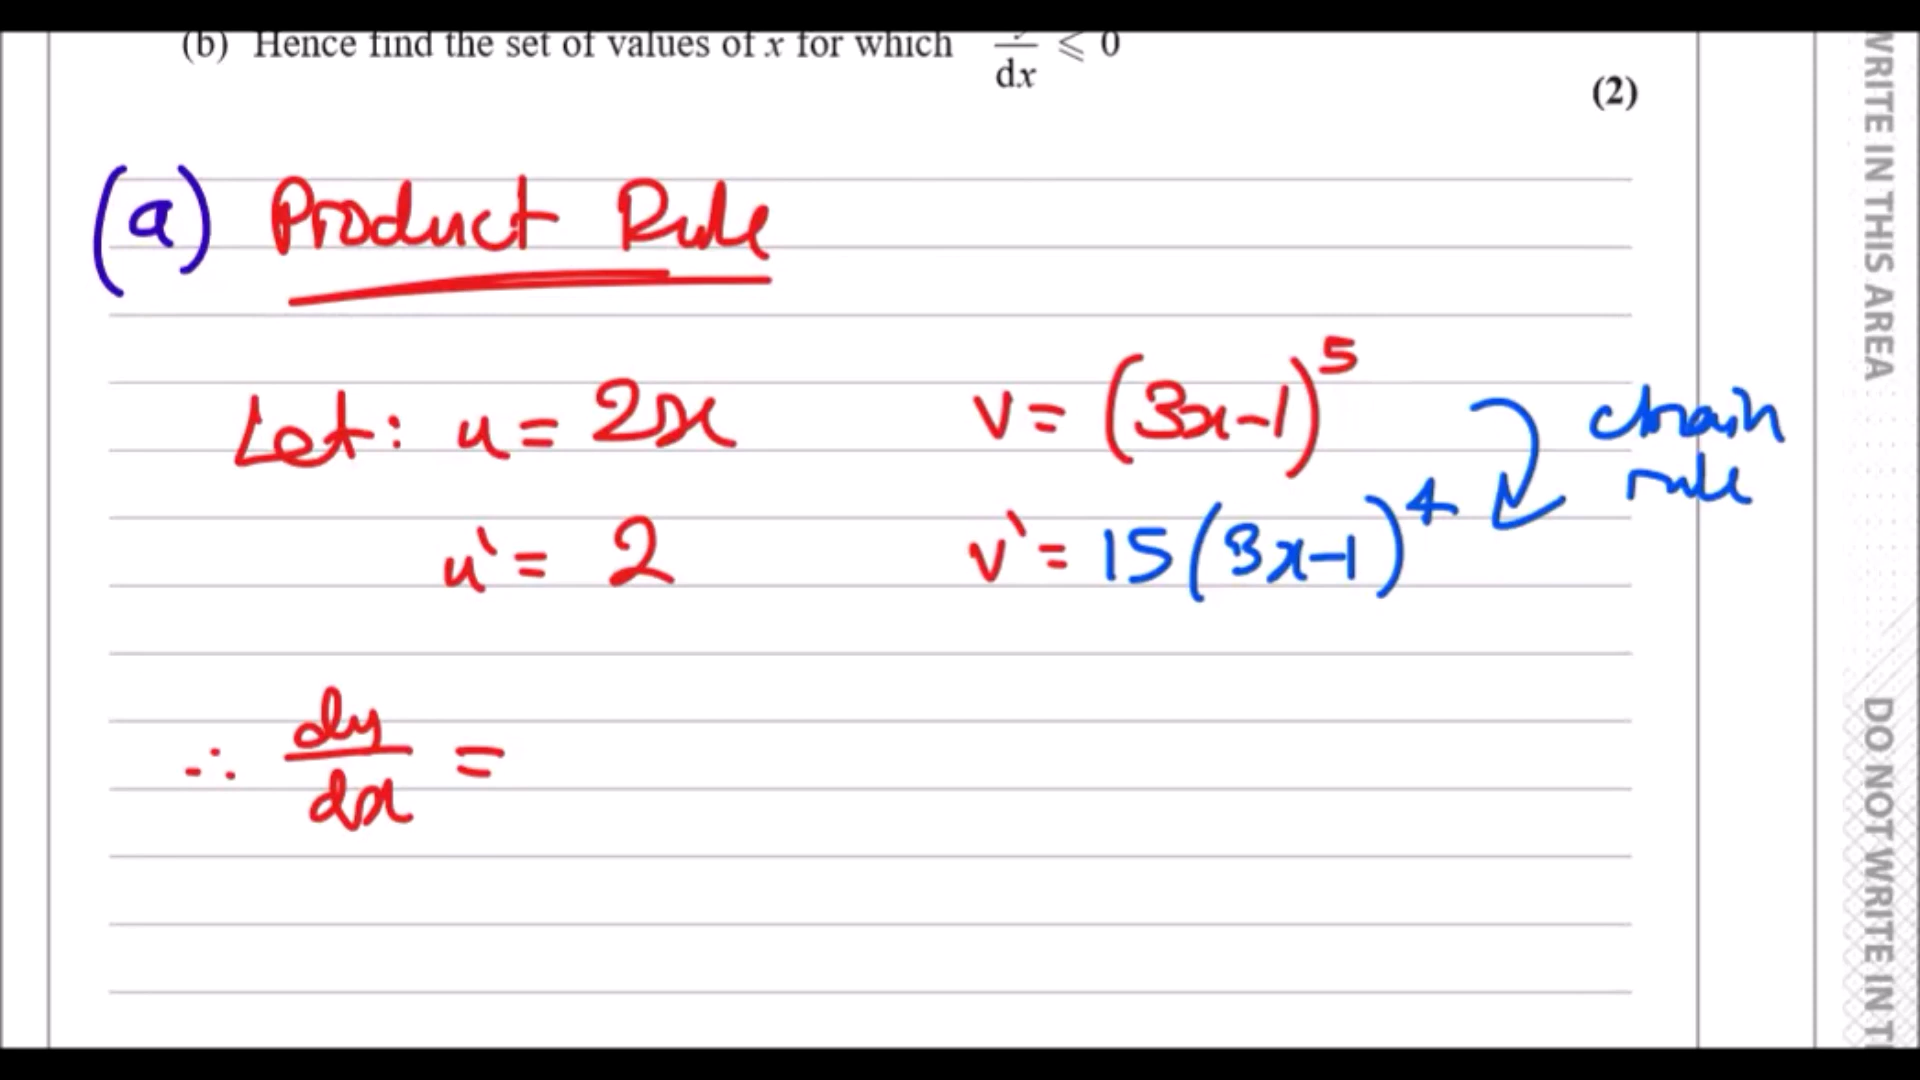 (b) Hence find the set of values of x for which dy/dx ⩽ 0
(2)
(a) Product Rule
Let: u = 2x v = (3x-1)^5
chain
rule
u' = 2 v' = 15(3x-1)^4
∴ dy/dx =
WRITE IN THIS AREA
DO NOT WRITE IN T